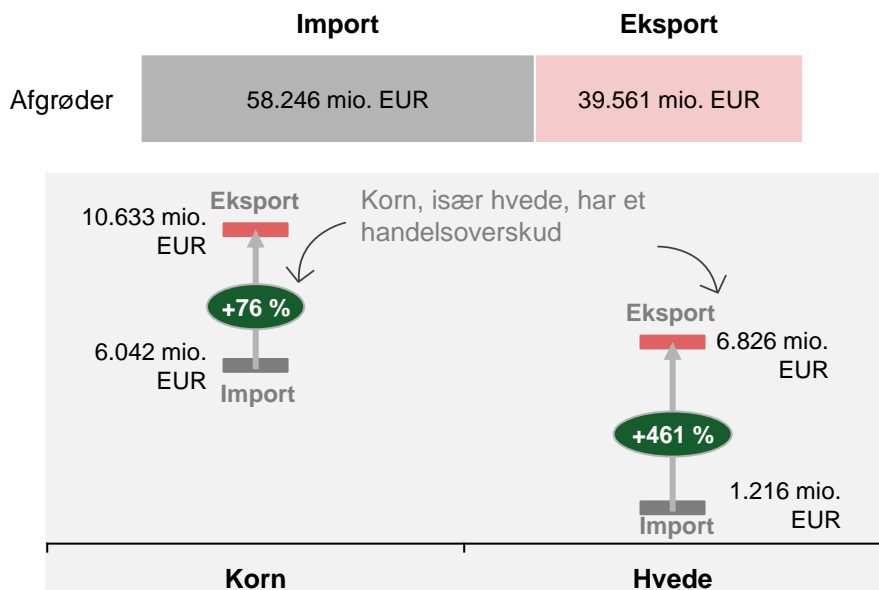 Import
Eksport
Afgrøder
58.246 mio. EUR
39.561 mio. EUR
Eksport
10.633 mio.
EUR
Korn, især hvede, har et
handelsoverskud
+76 %
6.042 mio.
EUR
Import
Eksport
6.826 mio.
EUR
+461 %
1.216 mio.
EUR
Import
Korn
Hvede